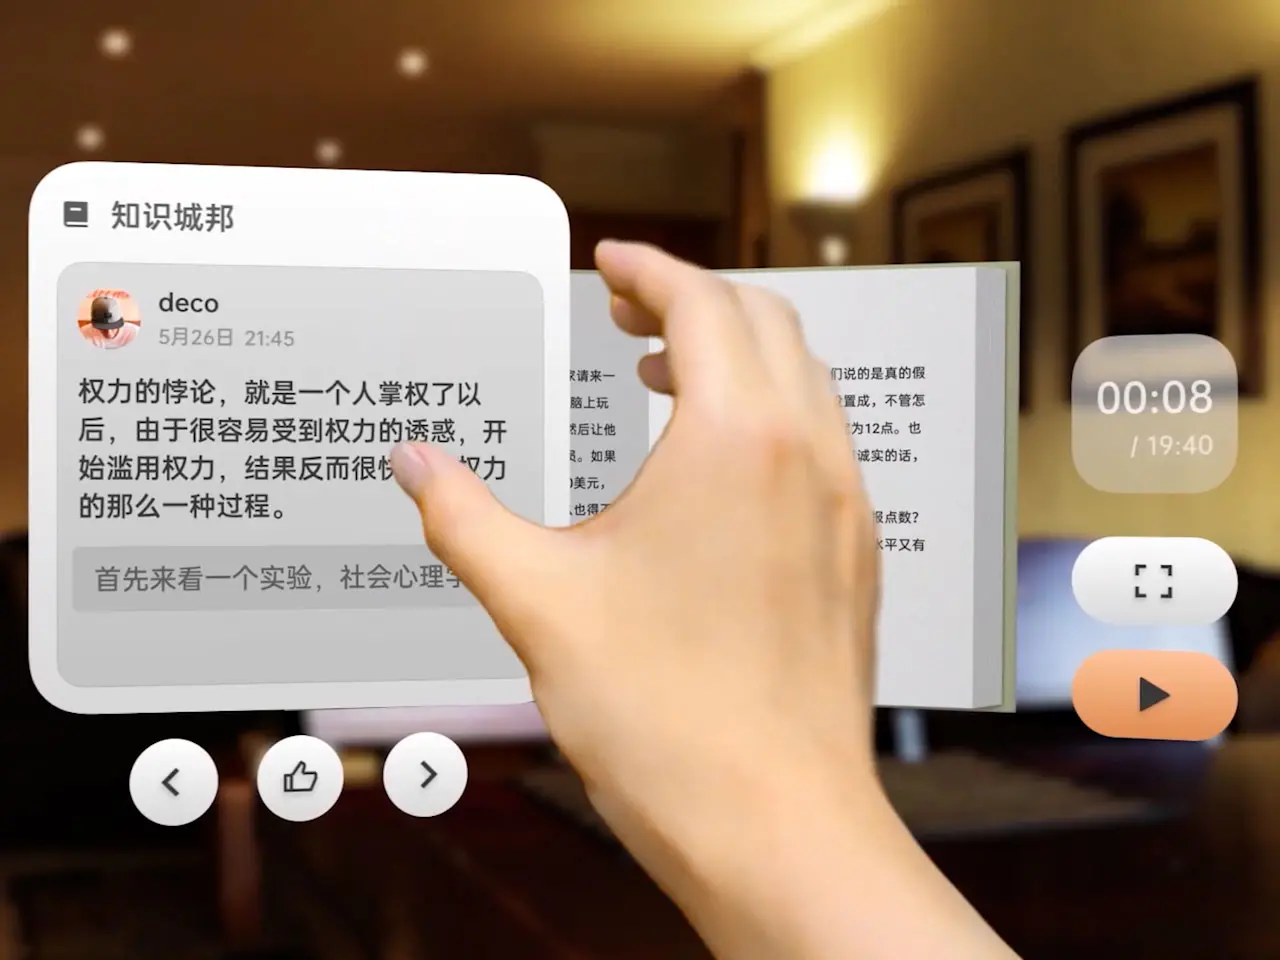 知识城邦
deco
5月26日 21:45
权力的悖论，就是一个人掌权了以
后，由于很容易受到权力的诱惑，开
始滥用权力，结果反而很快
权力
的那么一种过程。
首先来看一个实验，社会心理学
家请来一
脑上玩
然后让他
员。如果
0美元，
么也得不
们说的是真的假
设置成，不管怎
为12点。也
诚实的话，
报点数？
水平又有
00:08
/ 19:40